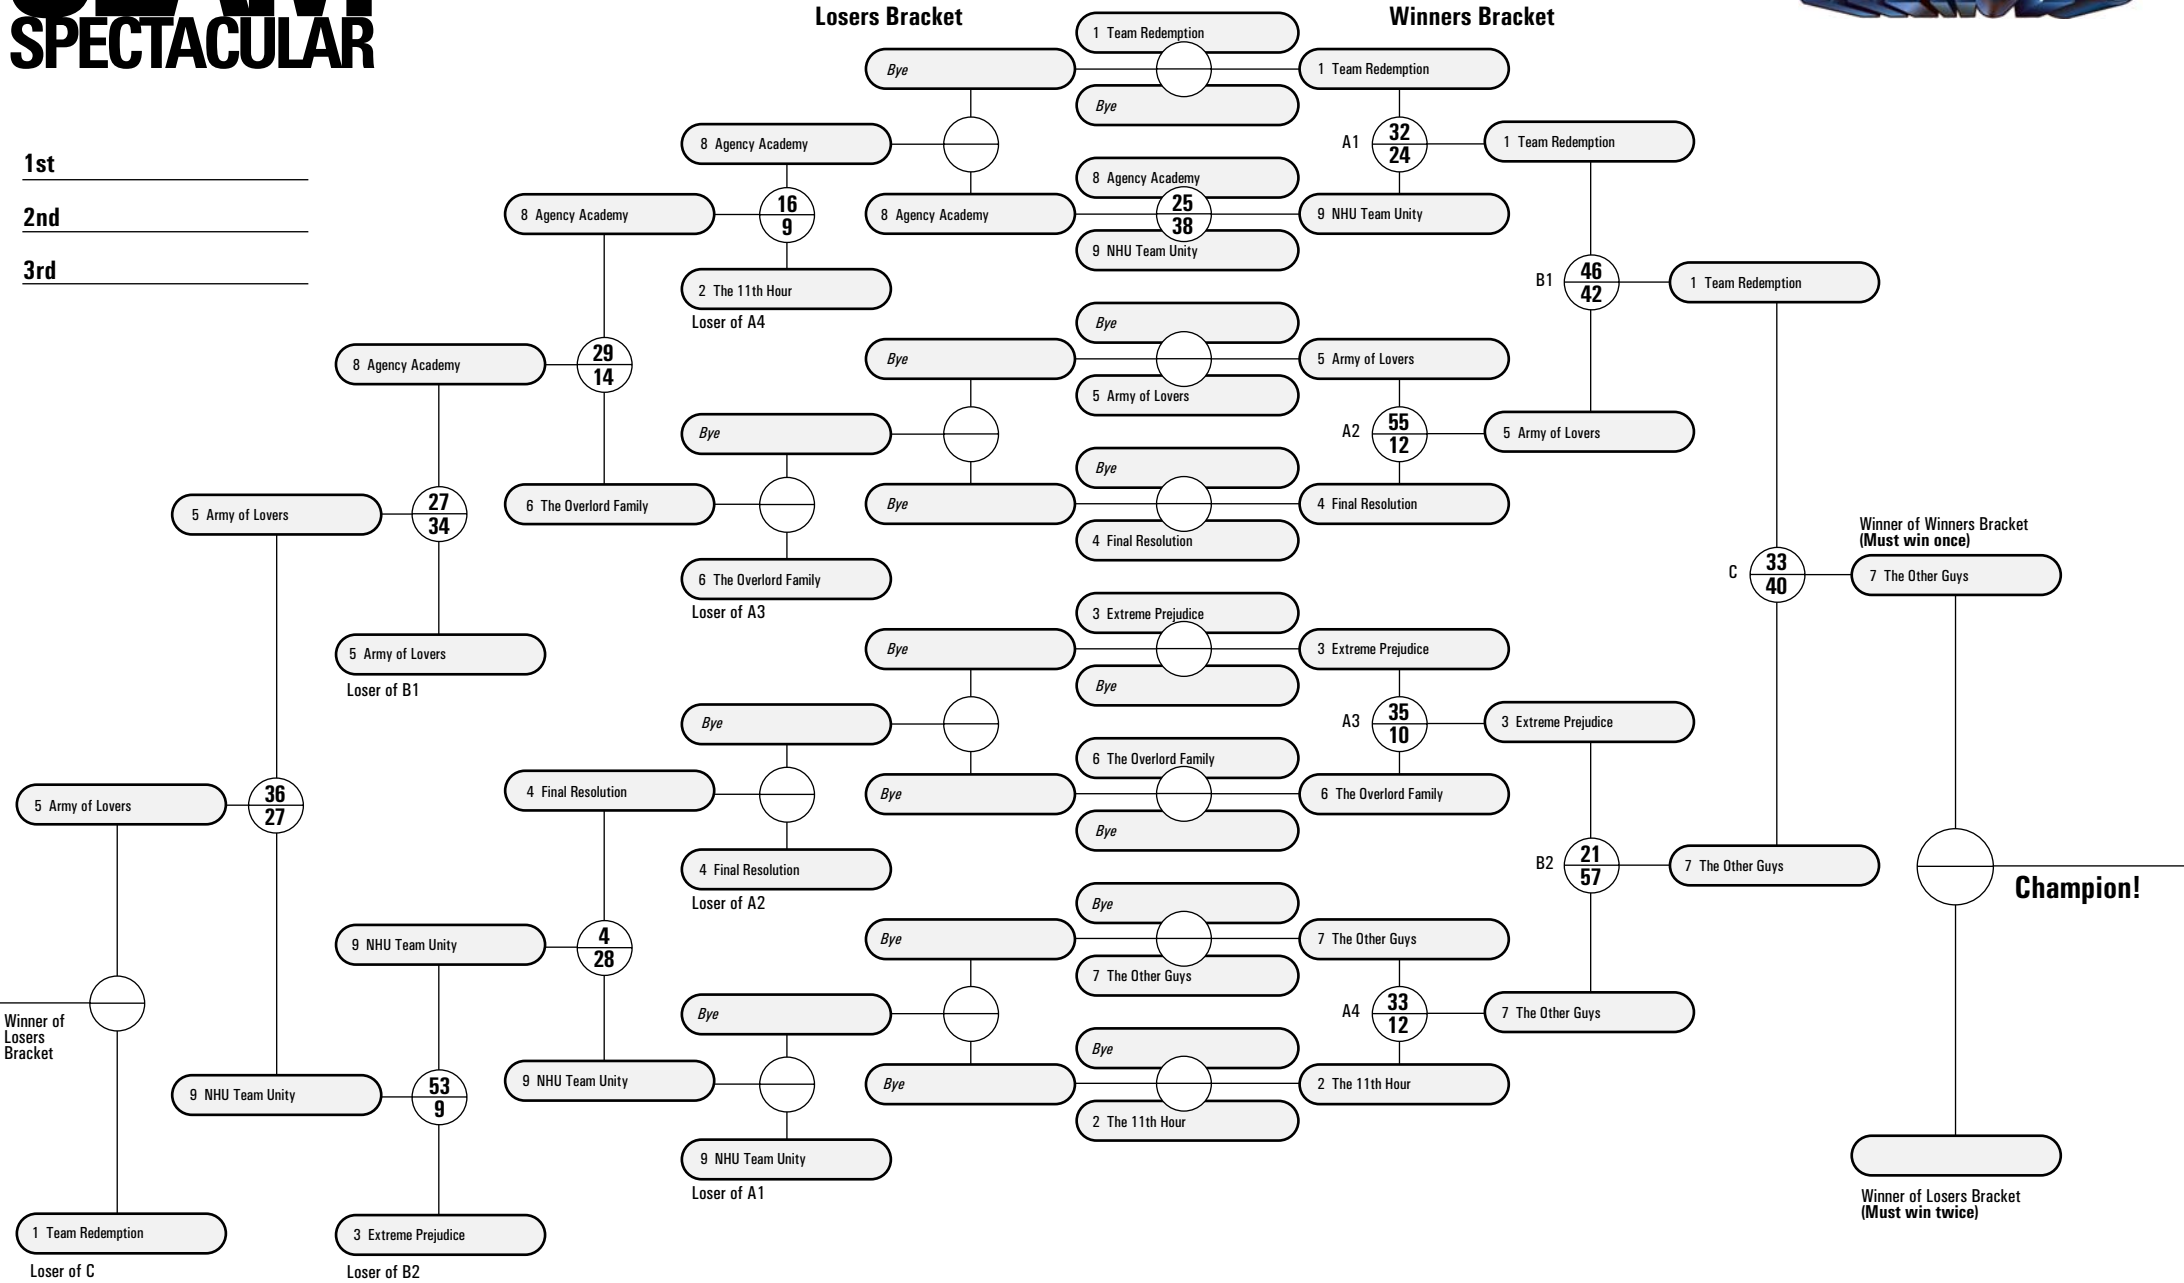 SPECTACULAR
1st
2nd
3rd
Losers Bracket
Winners Bracket
1 Team Redemption
Bye
1 Team Redemption
Bye
8 Agency Academy
A1
32
24
1 Team Redemption
8 Agency Academy
8 Agency Academy
16
9
8 Agency Academy
25
38
9 NHU Team Unity
9 NHU Team Unity
2 The 11th Hour
Loser of A4
B1
46
42
1 Team Redemption
Bye
8 Agency Academy
29
14
Bye
5 Army of Lovers
5 Army of Lovers
Bye
A2
55
12
5 Army of Lovers
Bye
5 Army of Lovers
27
34
6 The Overlord Family
Bye
4 Final Resolution
4 Final Resolution
Winner of Winners Bracket
(Must win once)
6 The Overlord Family
Loser of A3
C
33
40
7 The Other Guys
3 Extreme Prejudice
5 Army of Lovers
Loser of B1
Bye
3 Extreme Prejudice
Bye
Bye
A3
35
10
3 Extreme Prejudice
6 The Overlord Family
5 Army of Lovers
36
27
4 Final Resolution
Bye
6 The Overlord Family
Bye
4 Final Resolution
Loser of A2
B2
21
57
7 The Other Guys
Champion!
Bye
9 NHU Team Unity
4
28
Bye
7 The Other Guys
7 The Other Guys
Winner of
Losers
Bracket
Bye
A4
33
12
7 The Other Guys
Bye
9 NHU Team Unity
53
9
9 NHU Team Unity
Bye
2 The 11th Hour
2 The 11th Hour
9 NHU Team Unity
Loser of A1
Winner of Losers Bracket
(Must win twice)
1 Team Redemption
Loser of C
3 Extreme Prejudice
Loser of B2